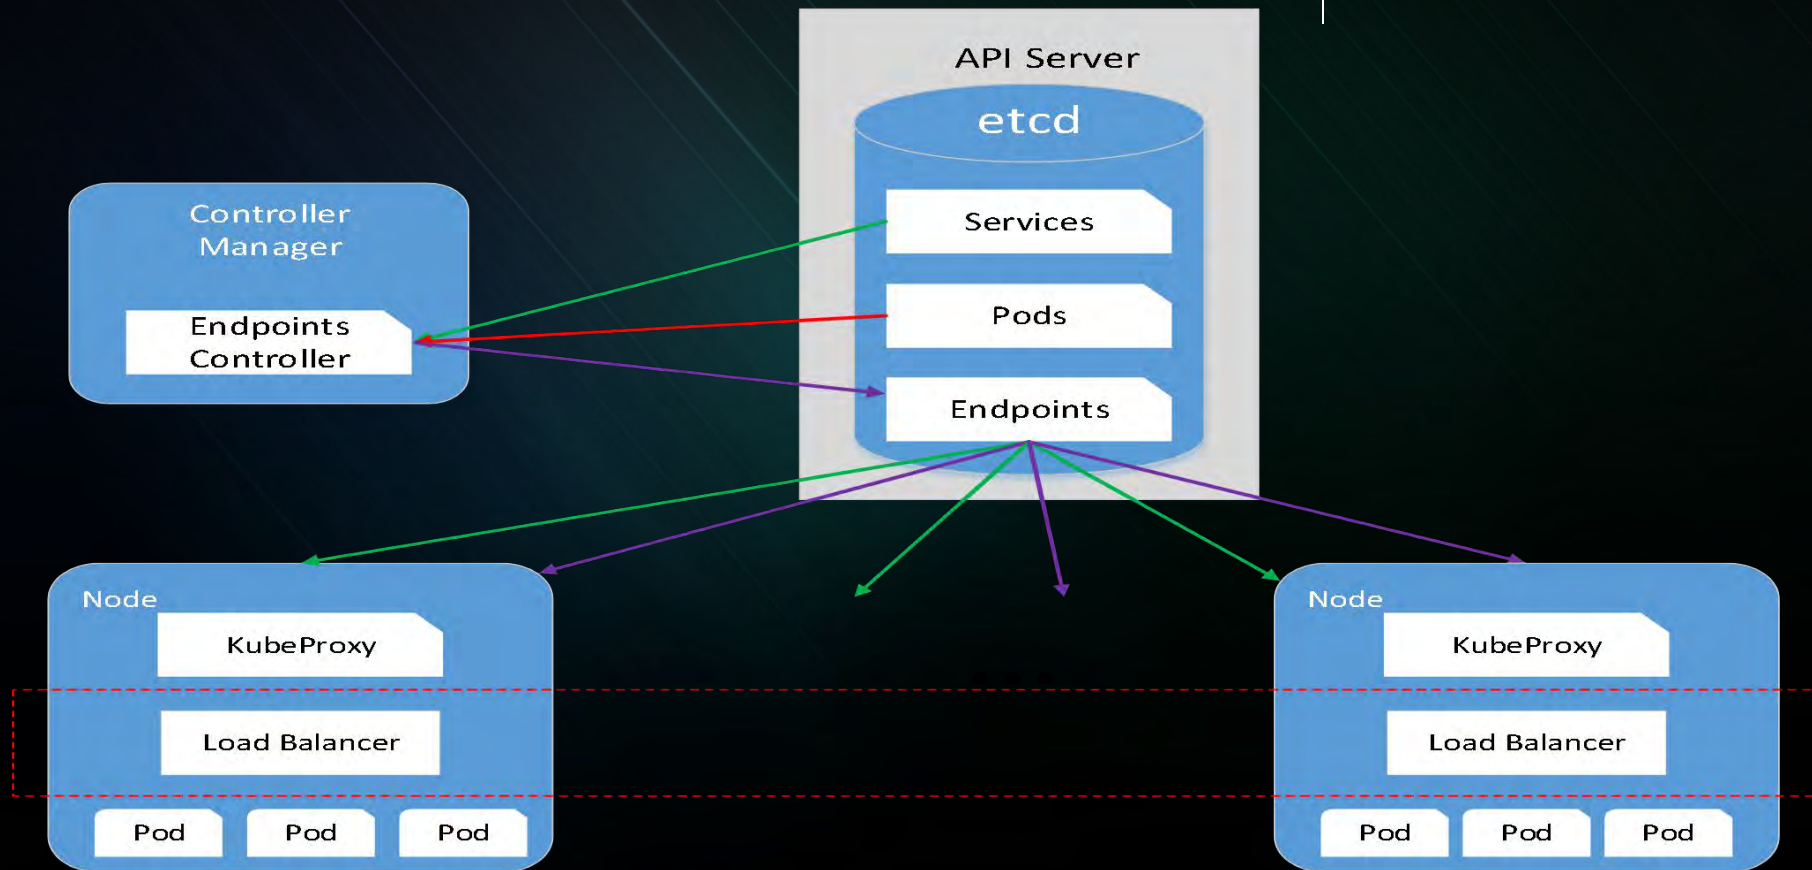 API Server
etcd
Services
Pods
Endpoints
Controller
Manager
Endpoints
Controller
Node
KubeProxy
Load Balancer
Pod
Pod
Pod
...
Node
KubeProxy
Load Balancer
Pod
Pod
Pod